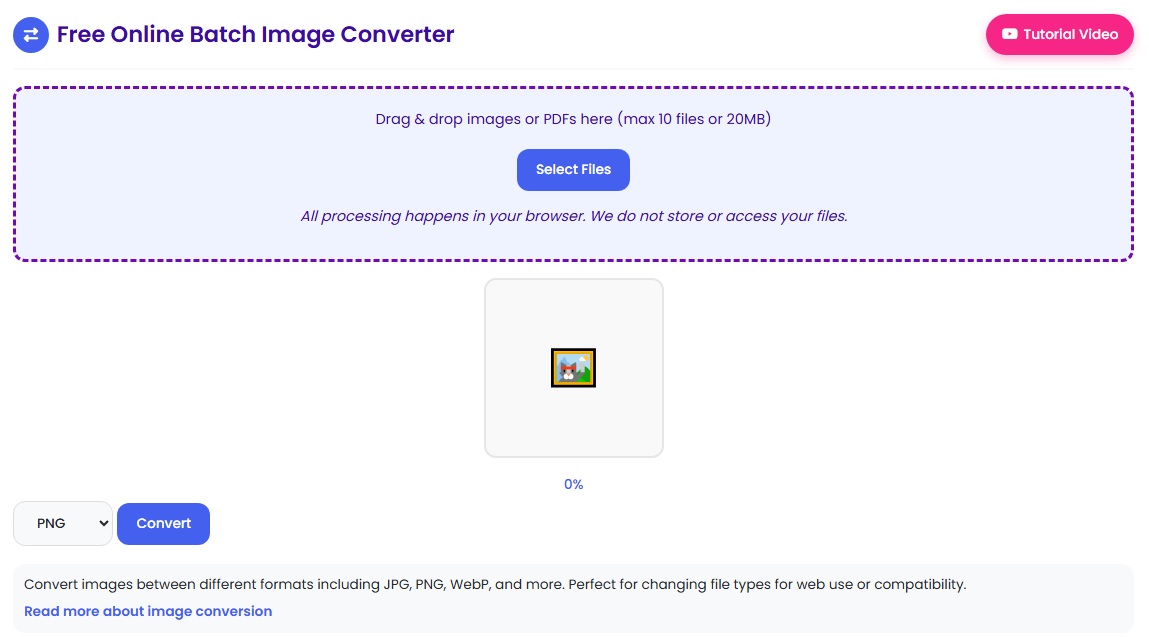 Free Online Batch Image Converter
Tutorial Video
Drag & drop images or PDFs here (max 10 files or 20MB)
Select Files
All processing happens in your browser. We do not store or access your files.
0%
PNG
Convert
Convert images between different formats including JPG, PNG, WebP, and more. Perfect for changing file types for web use or compatibility.
Read more about image conversion